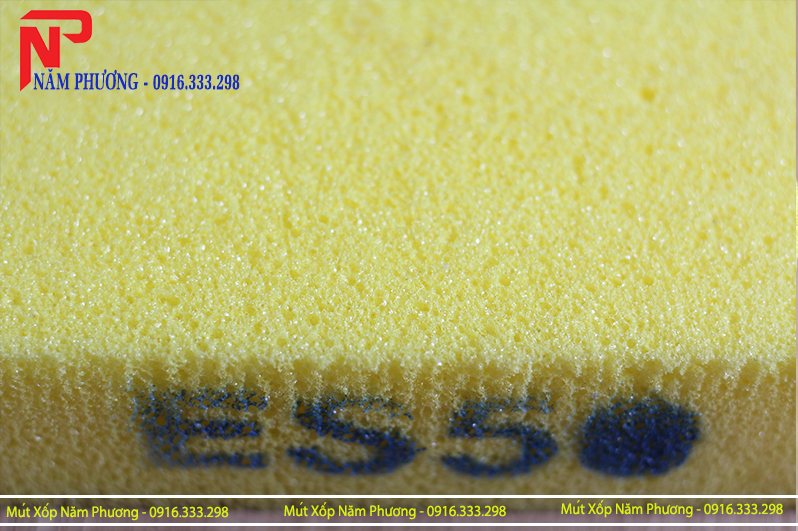 NP
NĂM PHƯƠNG - 0916.333.298
ES5
Mút Xốp Năm Phương - 0916.333.298
Mút Xốp Năm Phương - 0916.333.298
Mút Xốp Năm Phương - 0916.333.298